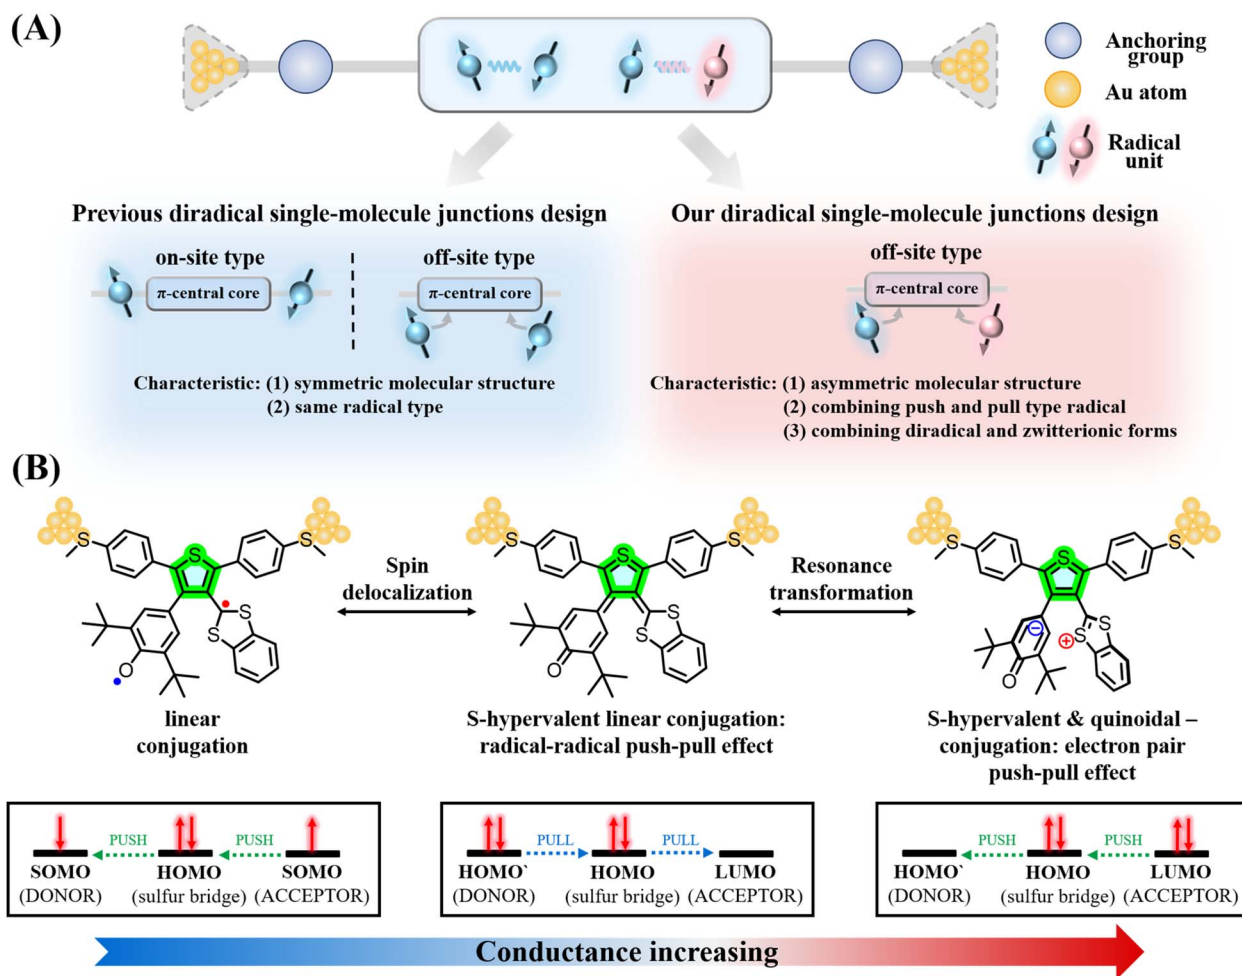 (A)
Anchoring
group
Au atom
Radical
unit
Previous diradical single-molecule junctions design
on-site type
off-site type
π-central core
π-central core
Characteristic: (1) symmetric molecular structure
(2) same radical type
Our diradical single-molecule junctions design
off-site type
π-central core
Characteristic: (1) asymmetric molecular structure
(2) combining push and pull type radical
(3) combining diradical and zwitterionic forms
(B)
S
S
S
S
S
O
linear
conjugation
Spin
delocalization
S
S
S
S
S
O
S-hypervalent linear conjugation:
radical-radical push-pull effect
Resonance
transformation
S
S
S
S
S
O
S-hypervalent & quinoidal –
conjugation: electron pair
push-pull effect
PUSH PUSH
SOMO HOMO SOMO
(DONOR) (sulfur bridge) (ACCEPTOR)
PULL PULL
HOMO` HOMO LUMO
(DONOR) (sulfur bridge) (ACCEPTOR)
PUSH PUSH
HOMO` HOMO LUMO
(DONOR) (sulfur bridge) (ACCEPTOR)
Conductance increasing